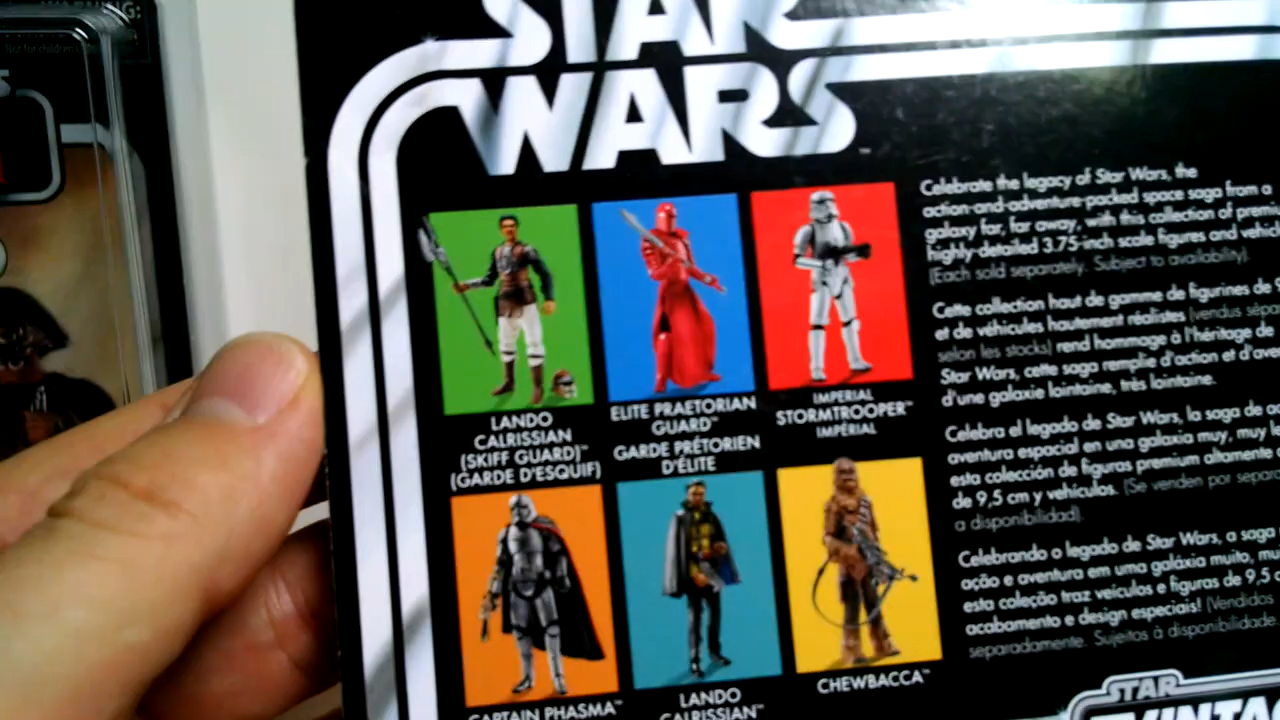 WARNING:
STAR
WARS
Celebrate the legacy of Star Wars, the
action-and-adventure-packed space saga from a
galaxy far, far away, with this collection of
highly-detailed 3.75-inch scale figures and
(Each sold separately. Subject to availability).
Cette collection haut de gamme de figurines de
et de véhicules hautement réalistes (vendus
selon les stocks) rend hommage à l'héritage de
Star Wars, cette saga remplie d'action et
d'une galaxie lointaine, très lointaine.
Celebra el legado de Star Wars, la saga de
aventura espacial en una galaxia muy, muy
esta colección de figuras premium altamente
de 9,5 cm y vehículos. (Se venden por
a disponibilidad).
Celebrando o legado de Star Wars, a saga
ação e aventura em uma galáxia muito,
esta coleção traz veículos e figuras de 9,5
acabamento e design especiais! (Vendidos
separadamente. Sujeitos à disponibilidade.
LANDO
CALRISSIAN
(SKIFF GUARD)™
(GARDE D'ESQUIF)
ELITE PRAETORIAN
GUARD™
GARDE PRÉTORIEN
D'ÉLITE
IMPERIAL
STORMTROOPER™
IMPÉRIAL
CAPTAIN PHASMA™
LANDO
CALRISSIAN™
CHEWBACCA™
STAR